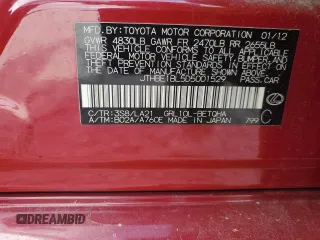 MFD. BY: TOYOTA MOTOR CORPORATION 01/12
GVWR 4830LB GAWR FR 2470LB RR 2655LB
THIS VEHICLE CONFORMS TO ALL APPLICABLE
FEDERAL MOTOR VEHICLE SAFETY, BUMPER, AND
THEFT PREVENTION STANDARDS IN EFFECT ON
THE DATE OF MANUFACTURE SHOWN ABOVE.
JTHBE1BL5D5001529 PASS. CAR
C/TR: 3S8/LA21 GRL10L-BETQHA C
A/TM: B02A/A760E MADE IN JAPAN 799
DREAMBID